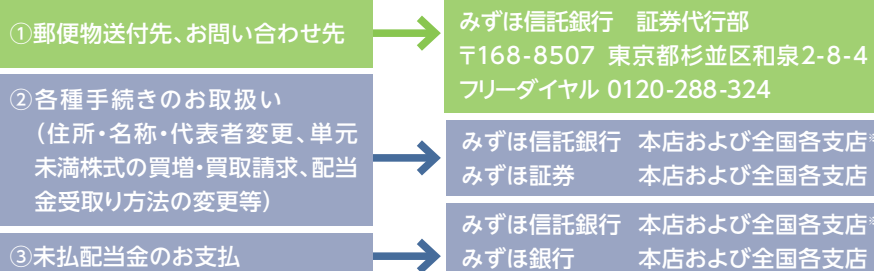 ①郵便物送付先、お問い合わせ先
みずほ信託銀行 証券代行部
〒168-8507 東京都杉並区和泉2-8-4
フリーダイヤル 0120-288-324
②各種手続きのお取扱い
（住所・名称・代表者変更、単元
未満株式の買増・買取請求、配当
金受取り方法の変更等）
みずほ信託銀行 本店および全国各支店※
みずほ証券 本店および全国各支店
③未払配当金のお支払
みずほ信託銀行 本店および全国各支店※
みずほ銀行 本店および全国各支店